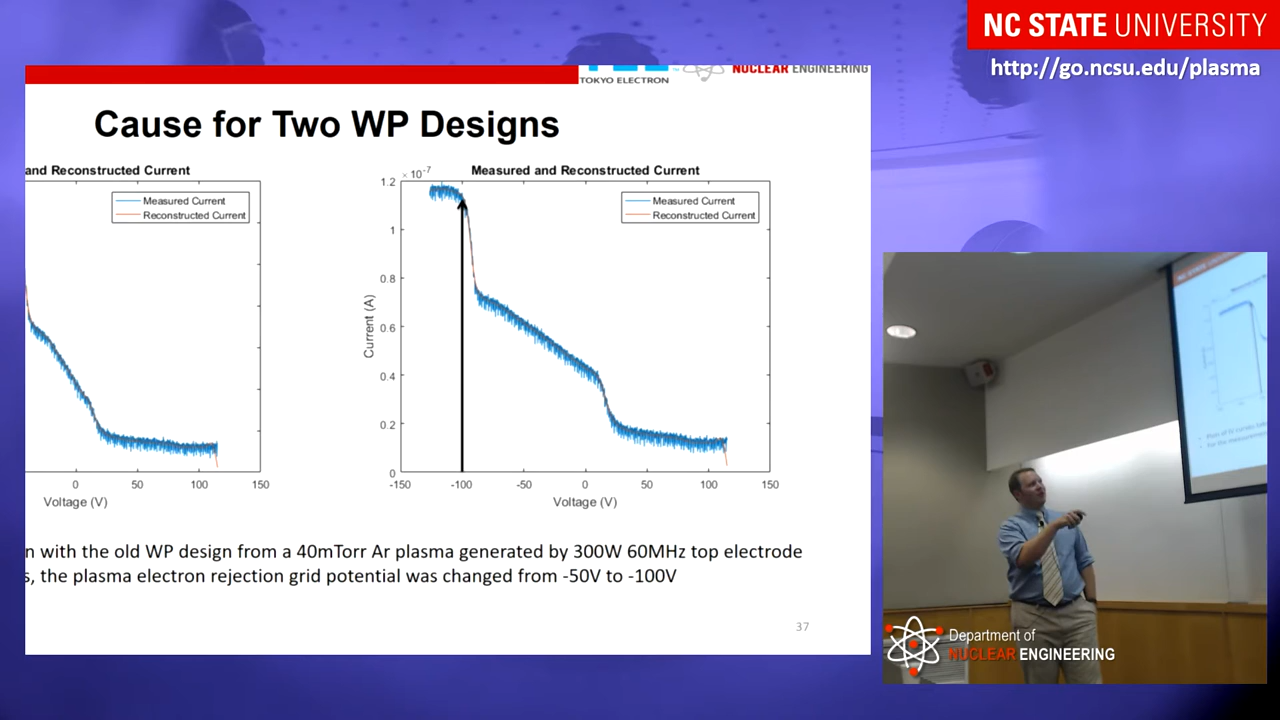 NC STATE UNIVERSITY
http://go.ncsu.edu/plasma
TOKYO ELECTRON
NUCLEAR ENGINEERING
Cause for Two WP Designs
and Reconstructed Current
Measured Current
Reconstructed Current
0 50 100 150
Voltage (V)
Measured and Reconstructed Current
× 10-7
Measured Current
Reconstructed Current
1.2
1
0.8
0.6
0.4
0.2
0
Current (A)
-150 -100 -50 0 50 100 150
Voltage (V)
n with the old WP design from a 40mTorr Ar plasma generated by 300W 60MHz top electrode
s, the plasma electron rejection grid potential was changed from -50V to -100V
37
NC STATE
Department of
NUCLEAR ENGINEERING